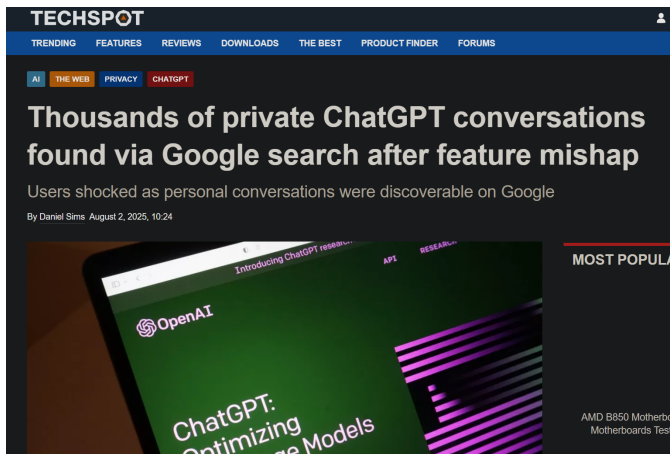 TECHSPOT
TRENDING FEATURES REVIEWS DOWNLOADS THE BEST PRODUCT FINDER FORUMS
AI THE WEB PRIVACY CHATGPT
Thousands of private ChatGPT conversations
found via Google search after feature mishap
Users shocked as personal conversations were discoverable on Google
By Daniel Sims August 2, 2025, 10:24
MOST POPULA
Introducing ChatGPT research
API RESEARCH
OpenAI
ChatGPT:
Optimizing
Models
AMD B850 Motherbo
Motherboards Test